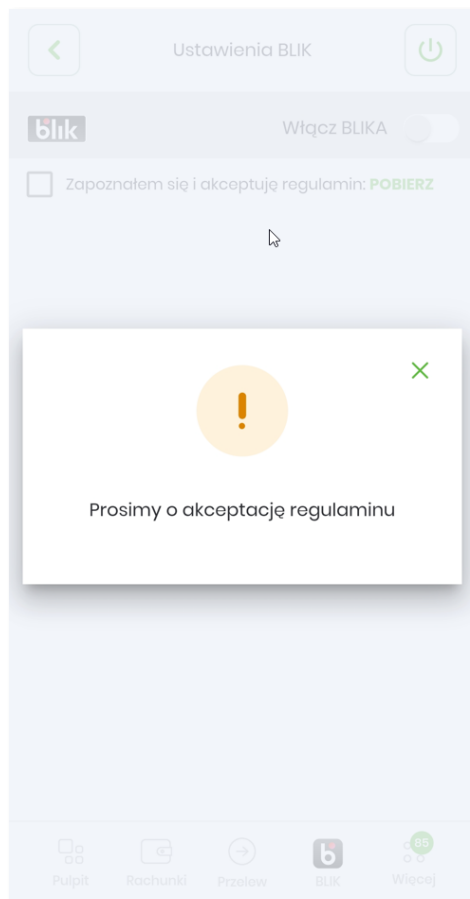 Ustawienia BLIK
blik Włącz BLIKA
Zapoznałem się i akceptuję regulamin: POBIERZ
!
Prosimy o akceptację regulaminu
85
Pulpit Rachunki Przelew BLIK Więcej